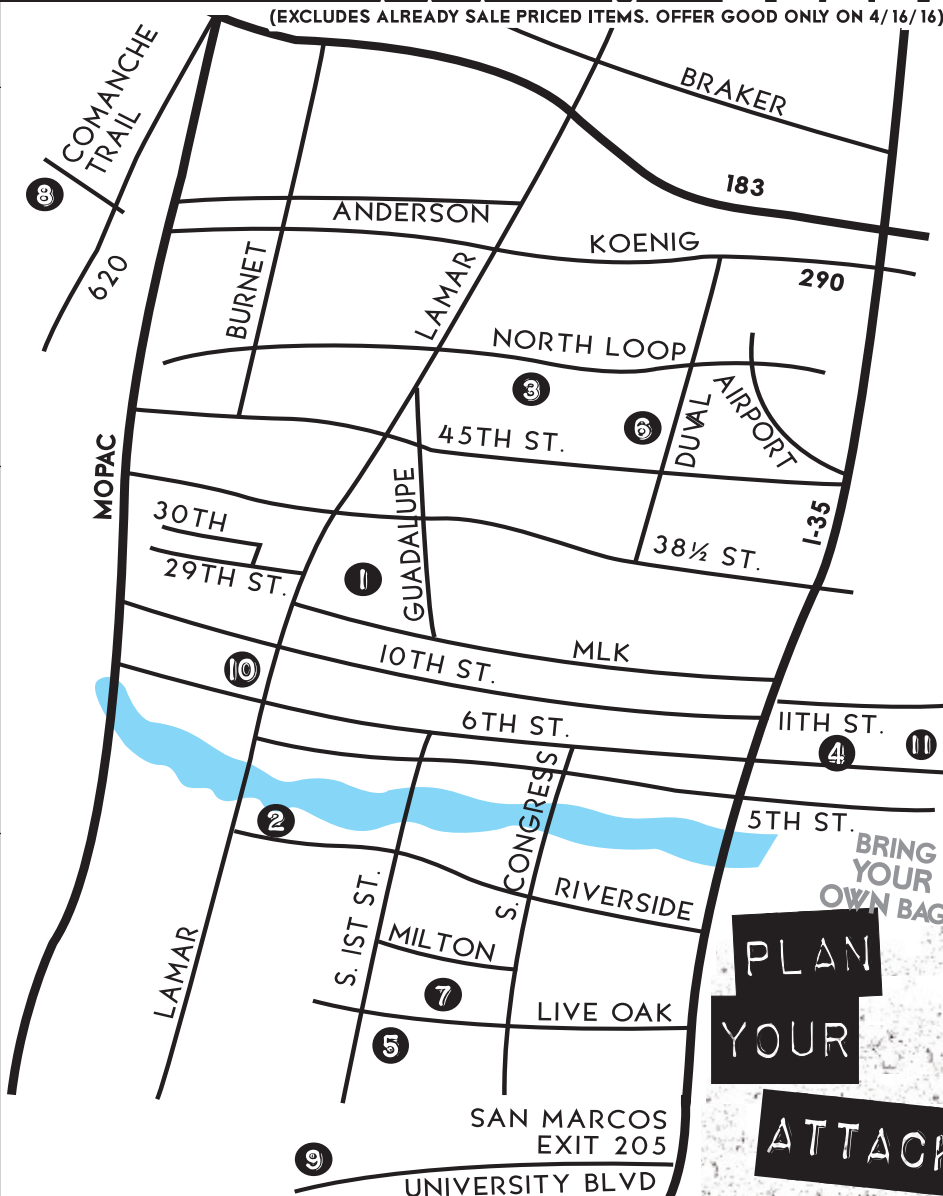 (EXCLUDES ALREADY SALE PRICED ITEMS. OFFER GOOD ONLY ON 4/16/16)
COMANCHE
TRAIL
BRAKER
8
183
ANDERSON
KOENIG
290
620
BURNET
LAMAR
NORTH LOOP
3
AIRPORT
6
DUVAL
45TH ST.
MOPAC
GUADALUPE
I-35
30TH
38½ ST.
29TH ST.
1
MLK
10TH ST.
10
6TH ST.
11TH ST.
4
11
S. CONGRESS
2
5TH ST.
BRING
YOUR
OWN BAG
RIVERSIDE
S. 1ST ST.
LAMAR
MILTON
PLAN
7
LIVE OAK
YOUR
5
SAN MARCOS
EXIT 205
ATTACK
9
UNIVERSITY BLVD